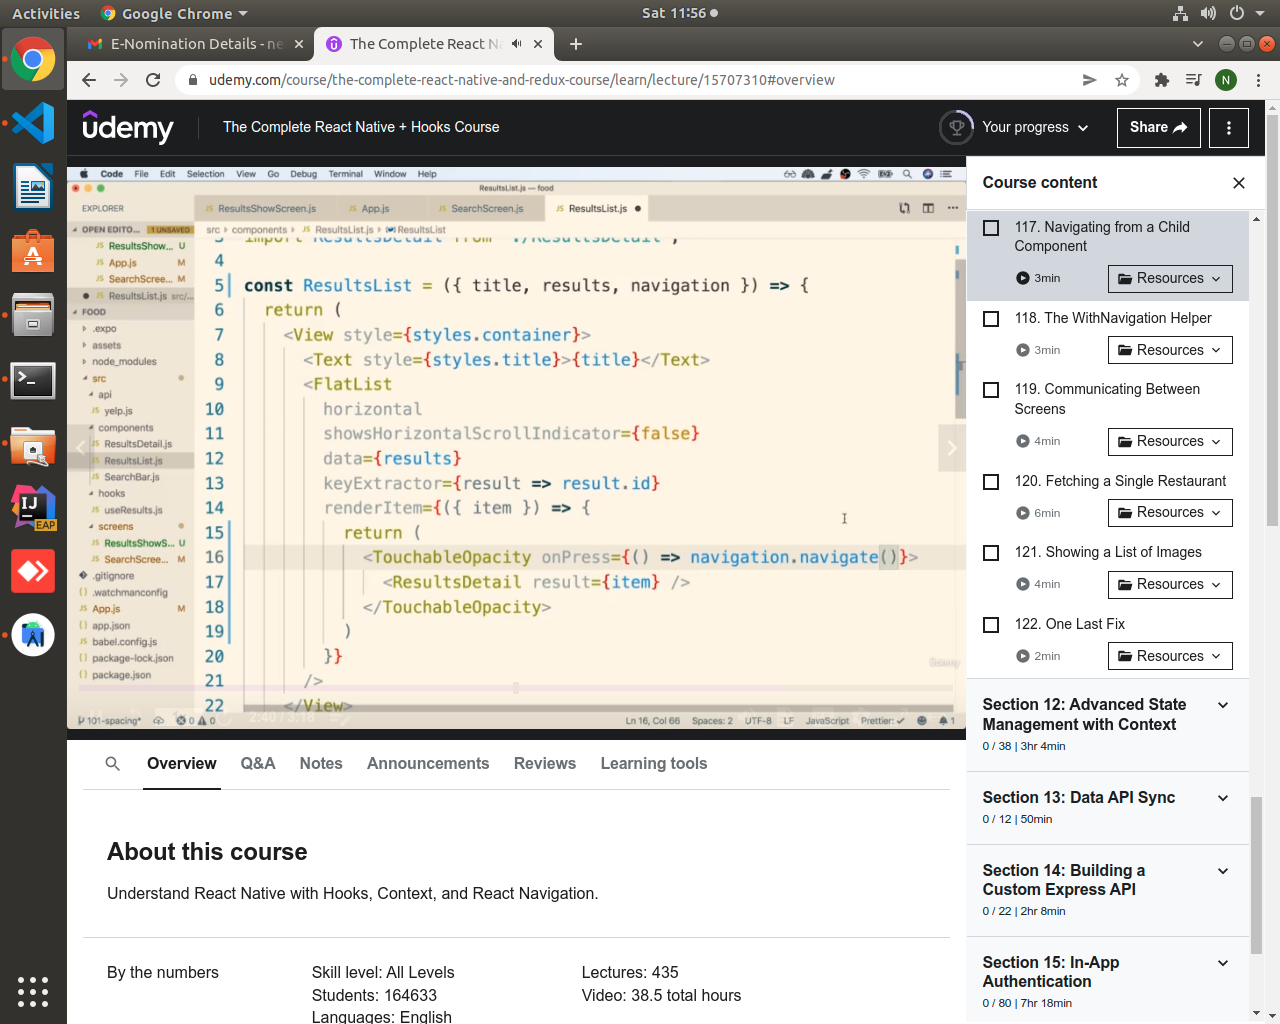 Activities
Google Chrome
Sat 11:56
E-Nomination Details - ne
The Complete React Na
udemy.com/course/the-complete-react-native-and-redux-course/learn/lecture/15707310#overview
N
udemy
The Complete React Native + Hooks Course
Your progress
Share
Code File Edit Selection View Go Debug Terminal Window Help
ResultsList.js — food
EXPLORER
ResultsShowScreen.js
App.js
SearchScreen.js
ResultsList.js
OPEN EDITO... 1 UNSAVED
ResultsShow... U
App.js M
SearchScree... M
ResultsList.js src/...
FOOD
.expo
assets
node_modules
src
api
yelp.js
components
ResultsDetail.js
ResultsList.js
SearchBar.js
hooks
useResults.js
screens
ResultsShowS... U
SearchScree... M
.gitignore
.watchmanconfig
App.js M
app.json
babel.config.js
package-lock.json
package.json
src > components > ResultsList.js > ResultsList
3 import ResultsDetail from './ResultsDetail';
4
5 const ResultsList = ({ title, results, navigation }) => {
6 return (
7 <View style={styles.container}>
8 <Text style={styles.title}>{title}</Text>
9 <FlatList
10 horizontal
11 showsHorizontalScrollIndicator={false}
12 data={results}
13 keyExtractor={result => result.id}
14 renderItem={({ item }) => {
15 return (
16 <TouchableOpacity onPress={() => navigation.navigate()}>
17 <ResultsDetail result={item} />
18 </TouchableOpacity>
19 )
20 }}
21 />
22 </View>
Udemy
2:40 / 3:18
101-spacing* 0 0
Ln 16, Col 66 Spaces: 2 UTF-8 LF JavaScript Prettier: ✓ 1
Course content
117. Navigating from a Child
Component
3min
Resources
118. The WithNavigation Helper
3min
Resources
119. Communicating Between
Screens
4min
Resources
120. Fetching a Single Restaurant
6min
Resources
121. Showing a List of Images
4min
Resources
122. One Last Fix
2min
Resources
Section 12: Advanced State
Management with Context
0 / 38 | 3hr 4min
Section 13: Data API Sync
0 / 12 | 50min
Section 14: Building a
Custom Express API
0 / 22 | 2hr 8min
Section 15: In-App
Authentication
0 / 80 | 7hr 18min
Overview Q&A Notes Announcements Reviews Learning tools
About this course
Understand React Native with Hooks, Context, and React Navigation.
By the numbers
Skill level: All Levels
Students: 164633
Languages: English
Lectures: 435
Video: 38.5 total hours
IJ
EAP